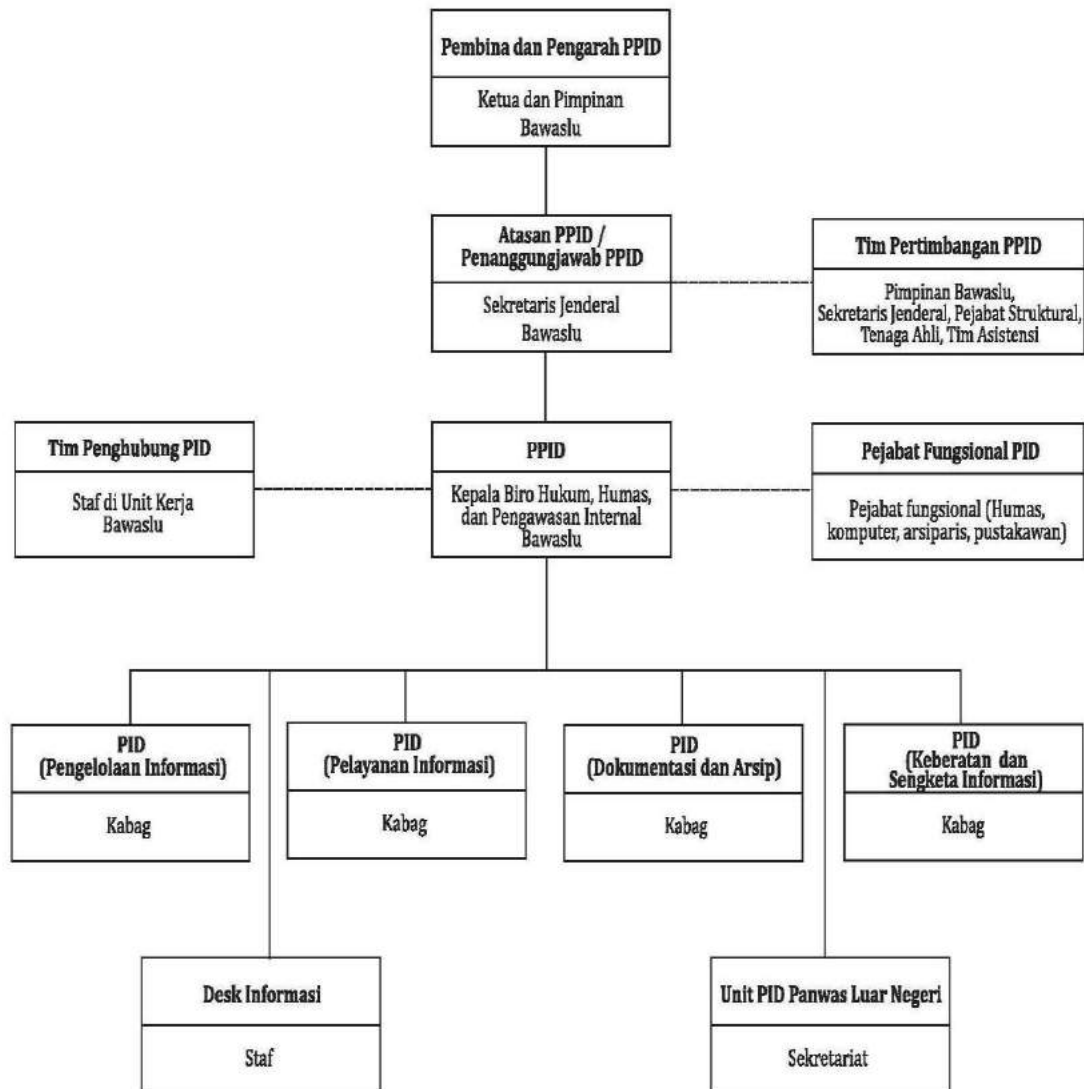 Pembina dan Pengarah PPID
Ketua dan Pimpinan
Bawaslu
Atasan PPID /
Penanggungjawab PPID
Sekretaris Jenderal
Bawaslu
Tim Pertimbangan PPID
Pimpinan Bawaslu,
Sekretaris Jenderal, Pejabat Struktural,
Tenaga Ahli, Tim Asistensi
Tim Penghubung PID
Staf di Unit Kerja
Bawaslu
PPID
Kepala Biro Hukum, Humas,
dan Pengawasan Internal
Bawaslu
Pejabat Fungsional PID
Pejabat fungsional (Humas,
komputer, arsiparis, pustakawan)
PID
(Pengelolaan Informasi)
Kabag
PID
(Pelayanan Informasi)
Kabag
PID
(Dokumentasi dan Arsip)
Kabag
PID
(Keberatan dan
Sengketa Informasi)
Kabag
Desk Informasi
Staf
Unit PID Panwas Luar Negeri
Sekretariat